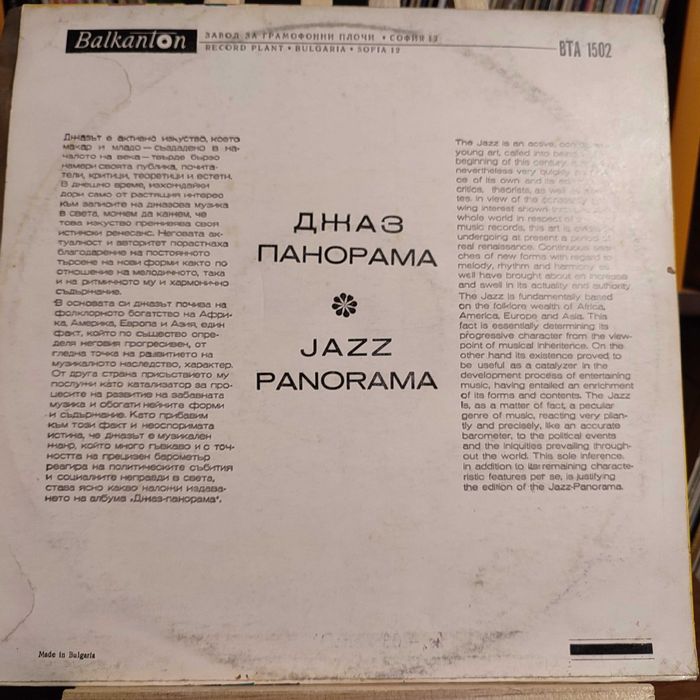 Balkanton
ЗАВОД ЗА ГРАМОФОННИ ПЛОЧИ • СОФИЯ 12
RECORD PLANT • BULGARIA • SOFIA 12
BTA 1502
Джазът е активно изкуство, което
макар и младо — създадено в на-
чалото на века — твърде бързо
намери своята публика, почита-
тели, критици, теоретици и естети.
В днешно време, изхождайки
дори само от растящия интерес
към записите на джазова музика
в света, можем да кажем, че
това изкуство преживява своя
истински ренесанс. Неговата ак-
туалност и авторитет порастнаха
благодарение на постоянното
търсене на нови форми както по
отношение на мелодичното, така
и на ритмичното му и хармонично
съдържание.
В основата си джазът почива на
фолклорното богатство на Афри-
ка, Америка, Европа и Азия, един
факт, който по същество опре-
деля неговия прогресивен, от
гледна точка на развитието на
музикалното наследство, характер.
От друга страна присъствието му
послужи като катализатор за про-
цесите на развитие на забавната
музика и обогати нейните форми
и съдържание. Като прибавим
към този факт и неоспоримата
истина, че джазът е музикален
жанр, който много гъвкаво и с точ-
ността на прецизен барометър
реагира на политическите събития
и социалните неправди в света,
става ясно какво наложи издава-
нето на албума „Джаз-панорама“.
ДЖАЗ
ПАНОРАМА
JAZZ
PANORAMA
The Jazz is an active,
young art, called into being
beginning of this century,
nevertheless very quickly
ce of its own and its
critics, theorists, as well as
tes. In view of the constantly
wing interest shown
whole world in respect of
music records, this art is
undergoing at present a period of
real renaissance. Continuous sear-
ches of new forms with regard to
melody, rhythm and harmony as
well have brought about an increase
and swell in its actuality and authority.
The Jazz is fundamentally based
on the folklore wealth of Africa,
America, Europe and Asia. This
fact is essentially determining its
progressive character from the view-
point of musical inheritence. On the
other hand its existence proved to
be useful as a catalyzer in the
development process of entertaining
music, having entailed an enrichment
of its forms and contents. The Jazz
is, as a matter of fact, a peculiar
genre of music, reacting very plian-
tly and precisely, like an accurate
barometer, to the political events
and the iniquities prevailing through-
out the world. This sole inference,
in addition to its remaining characte-
ristic features per se, is justifying
the edition of the Jazz-Panorama.
Made in Bulgaria